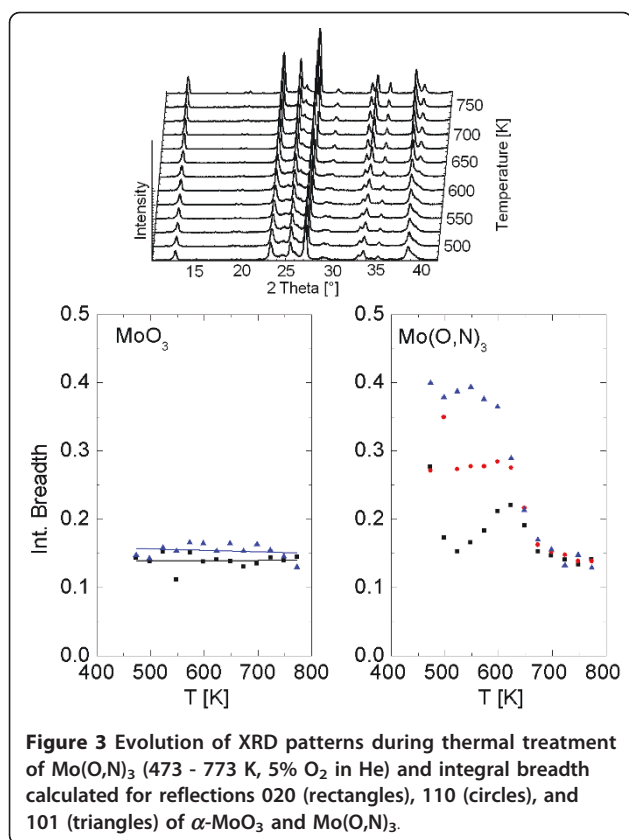 750
700
650
600
550
500
Temperature [K]
Intensity
15 20 25 30 35 40
2 Theta [°]
0.5
0.4
0.3
0.2
0.1
0.0
Int. Breadth
MoO₃
400 500 600 700 800
T [K]
0.5
0.4
0.3
0.2
0.1
0.0
Mo(O,N)₃
400 500 600 700 800
T [K]
Figure 3 Evolution of XRD patterns during thermal treatment
of Mo(O,N)₃ (473 - 773 K, 5% O₂ in He) and integral breadth
calculated for reflections 020 (rectangles), 110 (circles), and
101 (triangles) of α-MoO₃ and Mo(O,N)₃.